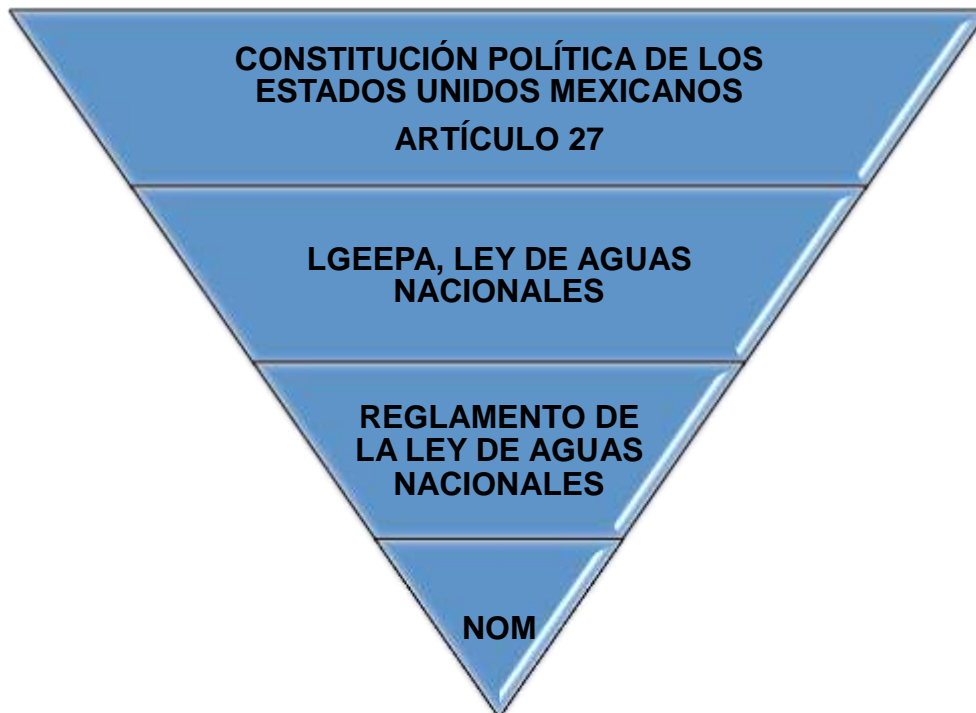 CONSTITUCIÓN POLÍTICA DE LOS
ESTADOS UNIDOS MEXICANOS
ARTÍCULO 27
LGEEPA, LEY DE AGUAS
NACIONALES
REGLAMENTO DE
LA LEY DE AGUAS
NACIONALES
NOM